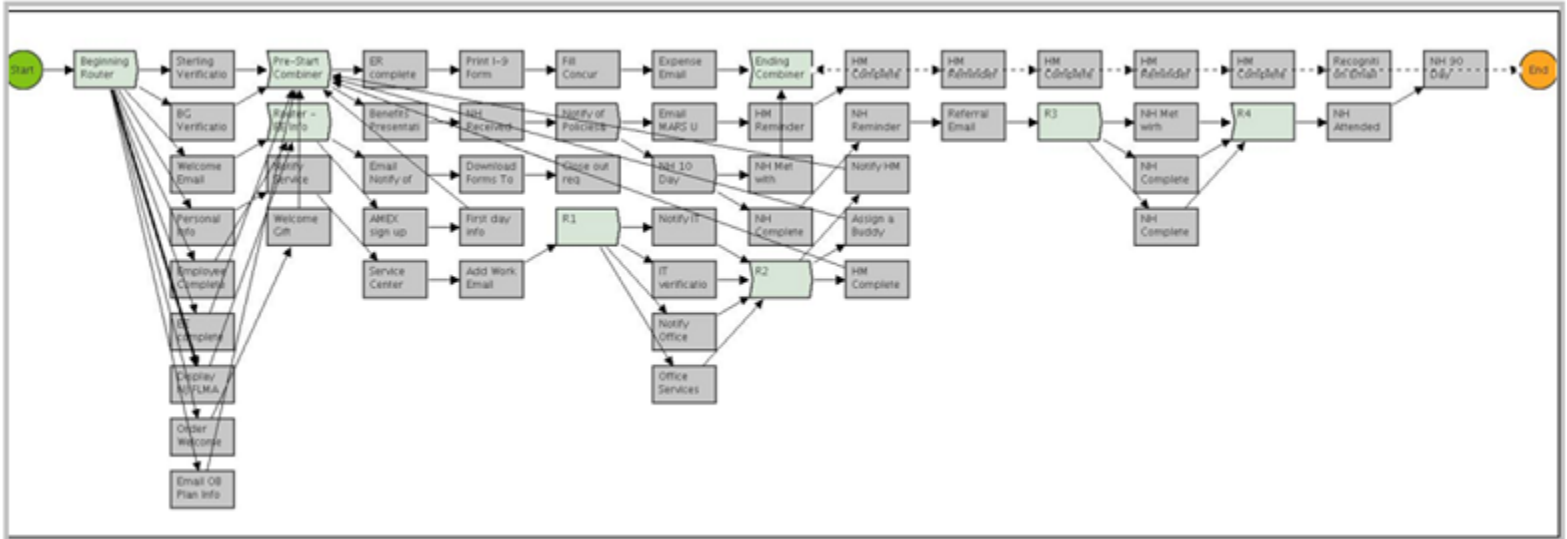 Start
Beginning
Router
Sterling
Verificatio
Pre-Start
Combiner
ER
complete
Print I-9
Form
Fill
Concur
Expense
Email
Ending
Combiner
HM
Complete
HM
Reminder
HM
Complete
HM
Reminder
HM
Complete
Recogniti
on Email
NH 90
Day
End
BG
Verificatio
Router -
Info
Benefits
Presentati
NH
Received
Notify of
Policies
Email
MARS U
HM
Reminder
NH
Reminder
Referral
Email
R3
NH Met
with
R4
NH
Attended
Welcome
Email
Notify
Service
Email
Notify of
Download
Forms To
Close out
req
NH 10
Day
NH Met
with
Notify HM
NH
Complete
Personal
Info
Welcome
Gift
AMEX
sign up
First day
info
R1
Notify IT
NH
Complete
Assign a
Buddy
NH
Complete
Employee
Complete
Service
Center
Add Work
Email
IT
verificatio
R2
HM
Complete
complete
Notify
Office
Display
NJ FLMA
Office
Services
Order
Welcome
Email OB
Plan Info